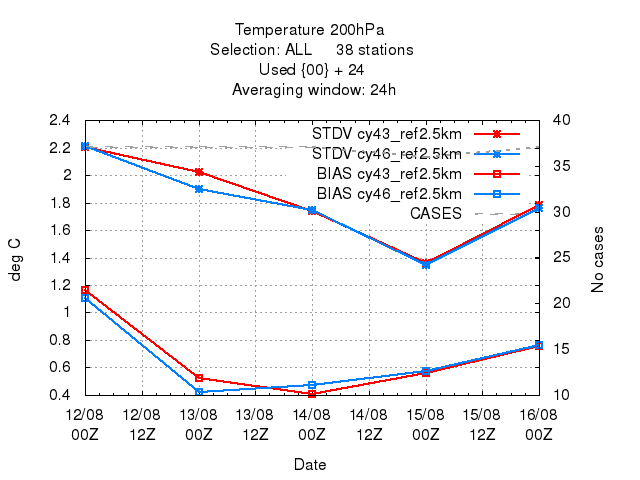 Temperature 200hPa
Selection: ALL 38 stations
Used {00} + 24
Averaging window: 24h
deg C
2.4
2.2
2
1.8
1.6
1.4
1.2
1
0.8
0.6
0.4
STDV cy43_ref2.5km
STDV cy46_ref2.5km
BIAS cy43_ref2.5km
BIAS cy46_ref2.5km
CASES
40
35
30
25
20
15
10
No cases
12/08 12/08 13/08 13/08 14/08 14/08 15/08 15/08 16/08
00Z 12Z 00Z 12Z 00Z 12Z 00Z 12Z 00Z
Date